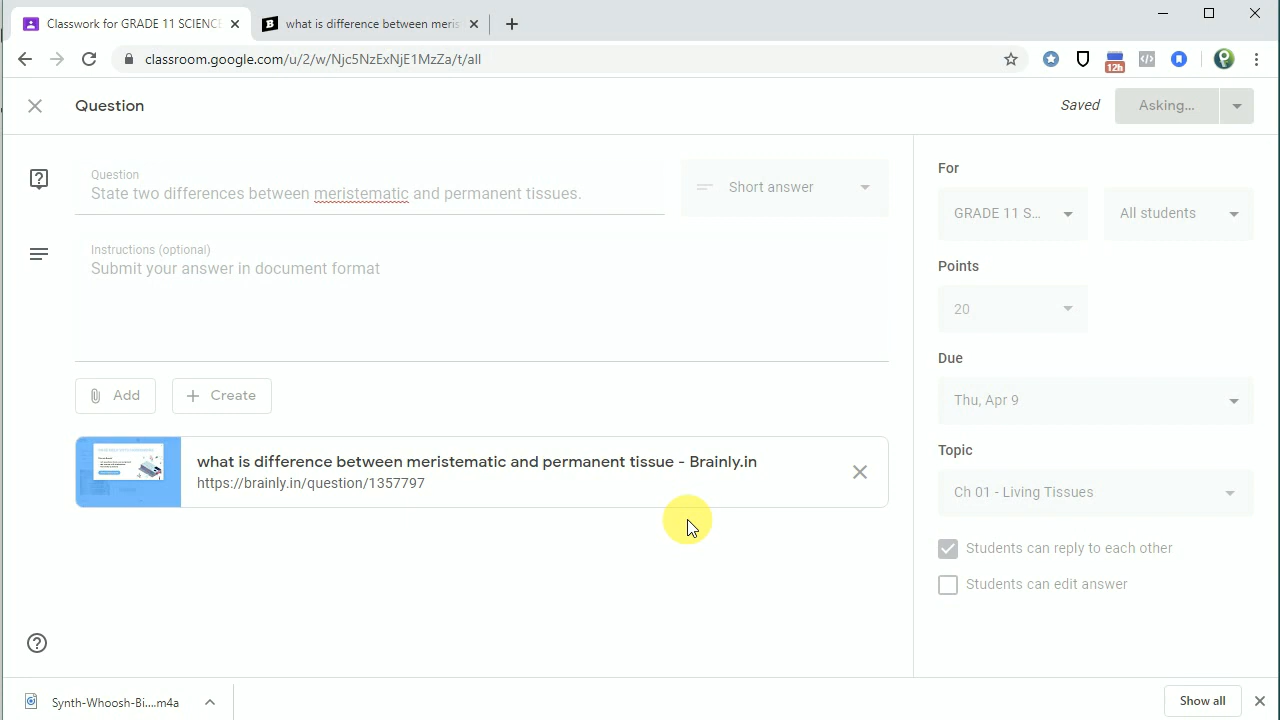 Classwork for GRADE 11 SCIENCE
what is difference between meris
classroom.google.com/u/2/w/Njc5NzExNjE1MzZa/t/all
12h
Question
Saved
Asking...
Question
State two differences between meristematic and permanent tissues.
Short answer
Instructions (optional)
Submit your answer in document format
Add
Create
what is difference between meristematic and permanent tissue - Brainly.in
https://brainly.in/question/1357797
For
GRADE 11 S...
All students
Points
20
Due
Thu, Apr 9
Topic
Ch 01 - Living Tissues
Students can reply to each other
Students can edit answer
Synth-Whoosh-Bi....m4a
Show all